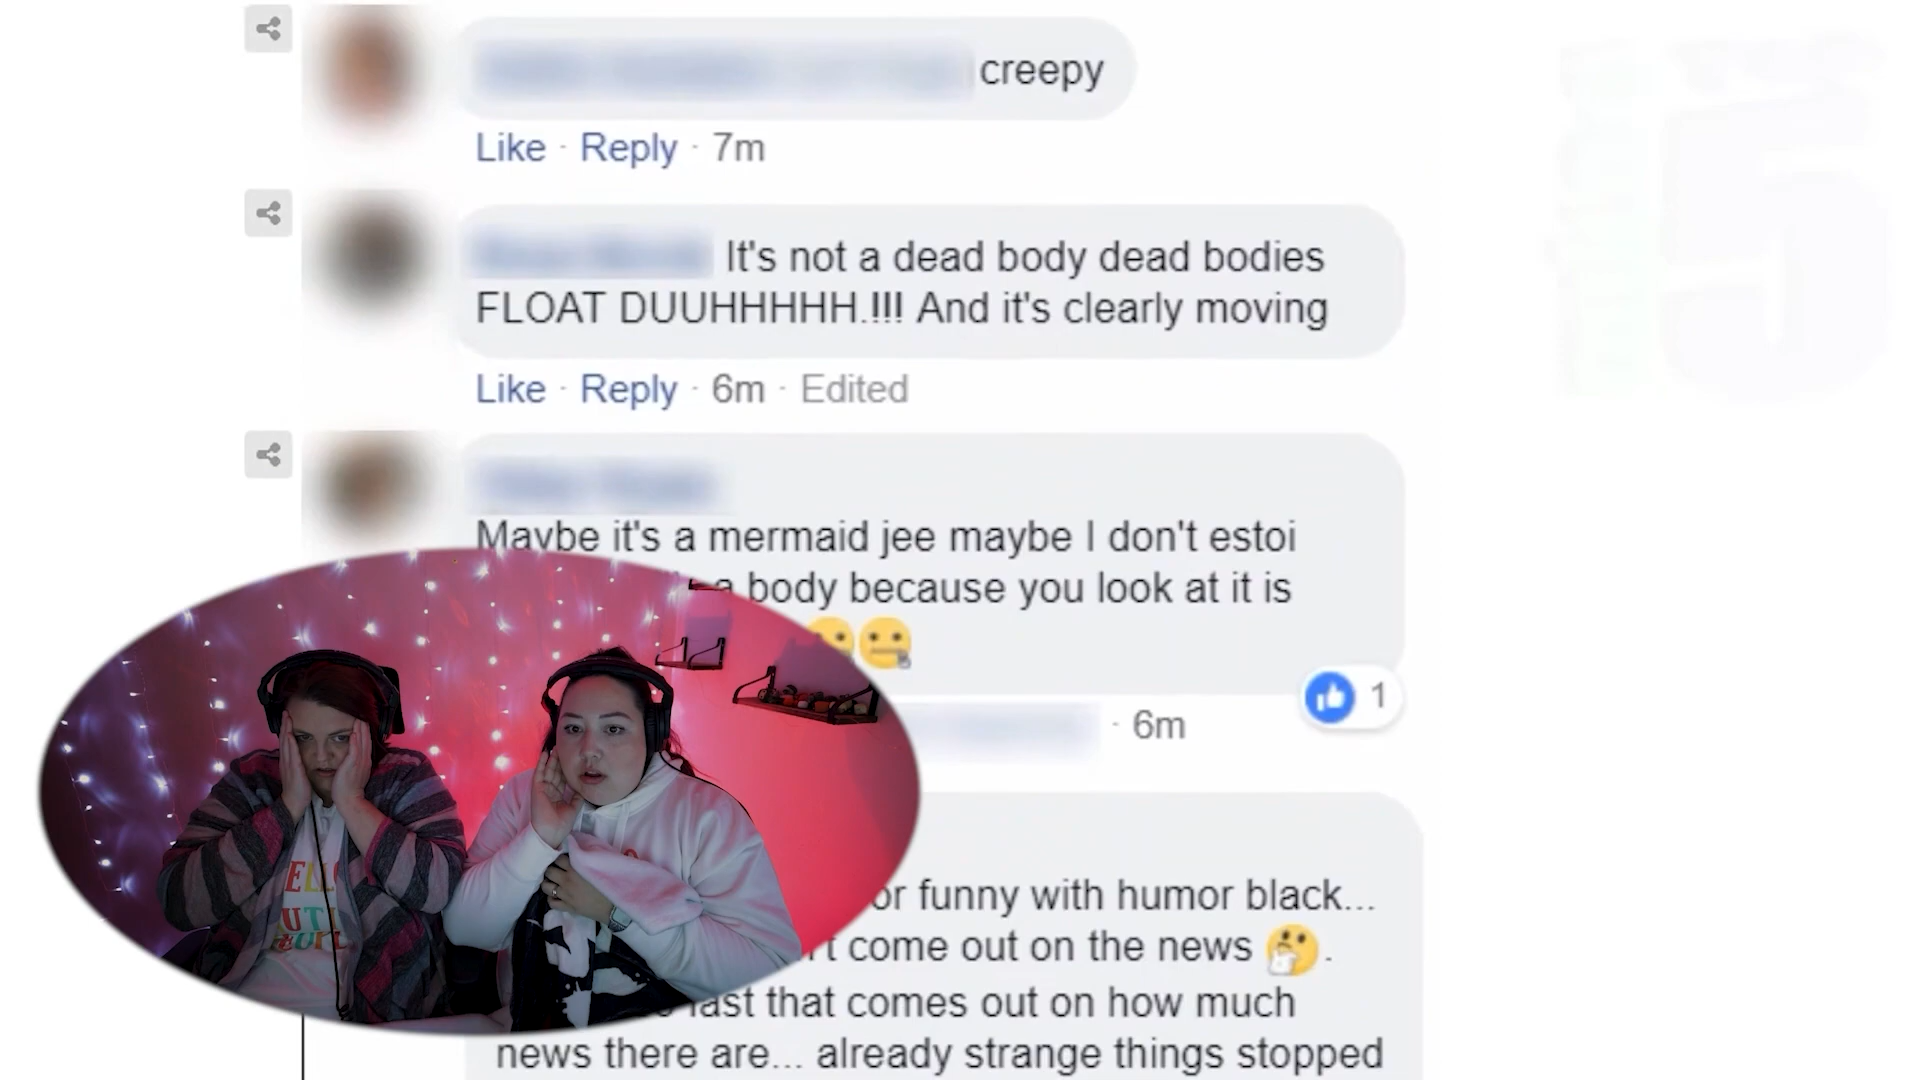 creepy
Like · Reply · 7m
It's not a dead body dead bodies
FLOAT DUUHHHHH.!!! And it's clearly moving
Like · Reply · 6m · Edited
Maybe it's a mermaid jee maybe I don't estoi
a body because you look at it is
1
· 6m
or funny with humor black...
come out on the news 🤔.
last that comes out on how much
news there are... already strange things stopped
5